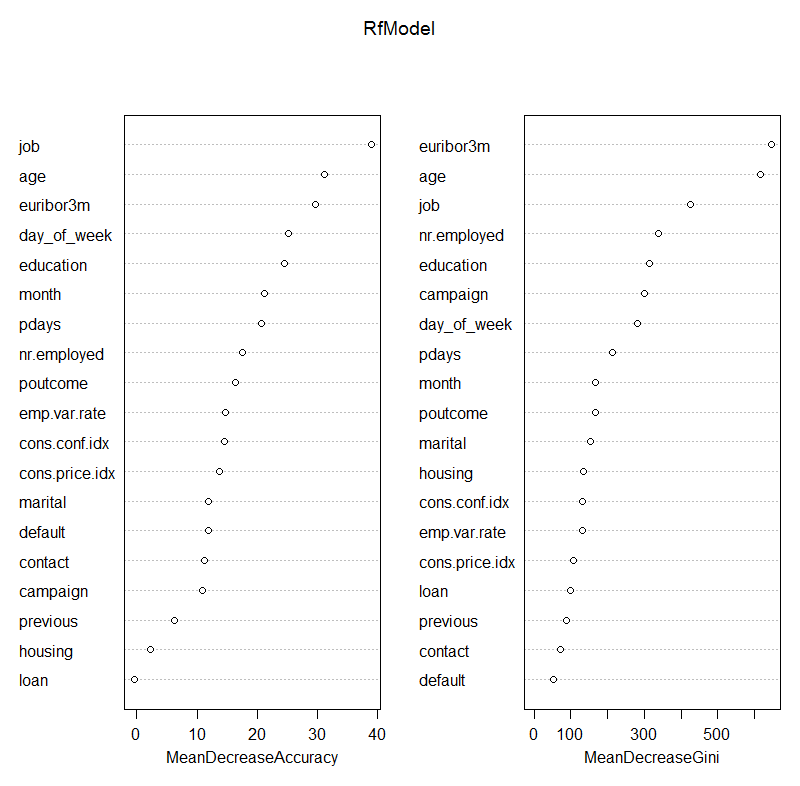 RfModel
job
age
euribor3m
day_of_week
education
month
pdays
nr.employed
poutcome
emp.var.rate
cons.conf.idx
cons.price.idx
marital
default
contact
campaign
previous
housing
loan
0 10 20 30 40
MeanDecreaseAccuracy
euribor3m
age
job
nr.employed
education
campaign
day_of_week
pdays
month
poutcome
marital
housing
cons.conf.idx
emp.var.rate
cons.price.idx
loan
previous
contact
default
0 100 300 500
MeanDecreaseGini